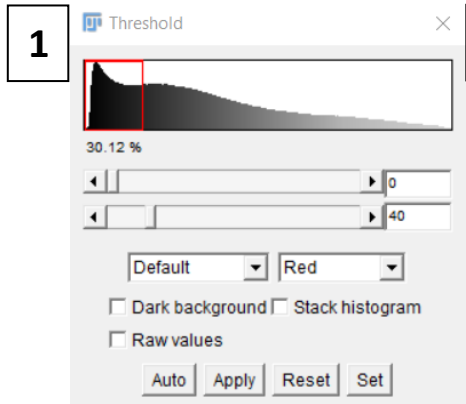 1
Threshold
30.12 %
0
40
Default Red
Dark background Stack histogram
Raw values
Auto Apply Reset Set